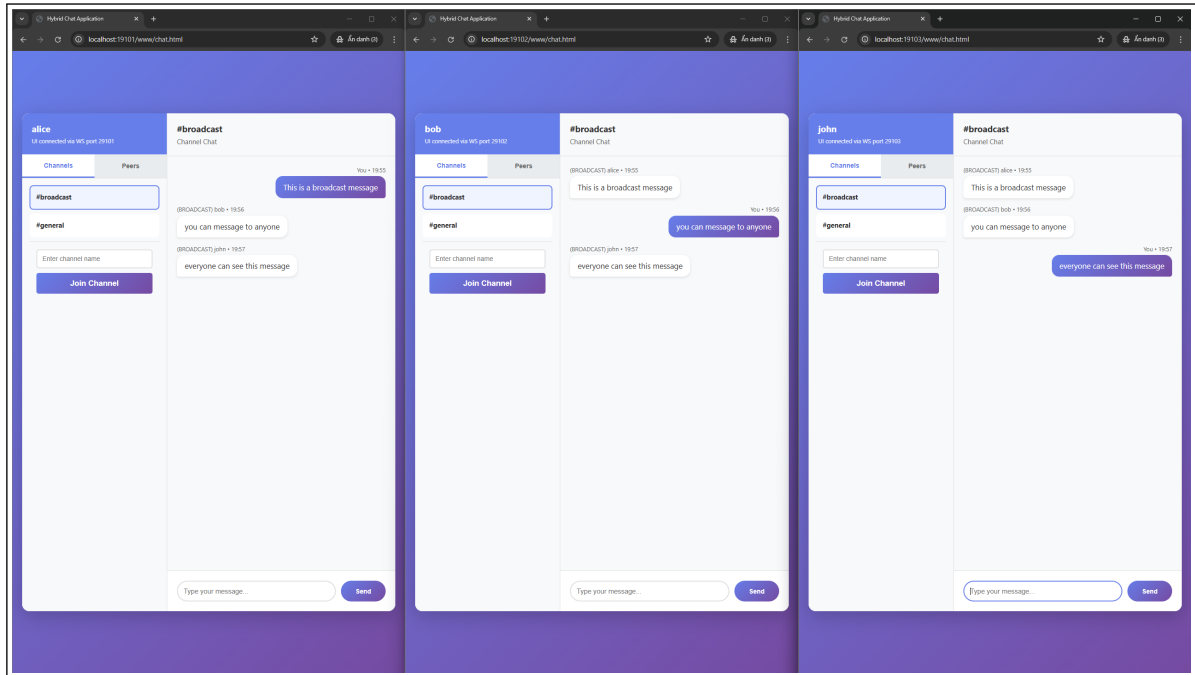 Hybrid Chat Application
localhost:19101/www/chat.html
Ẩn danh (3)
alice
UI connected via WS port 29101
Channels Peers
#broadcast
#general
Enter channel name
Join Channel
#broadcast
Channel Chat
You • 19:55
This is a broadcast message
(BROADCAST) bob • 19:56
you can message to anyone
(BROADCAST) john • 19:57
everyone can see this message
Type your message...
Send
Hybrid Chat Application
localhost:19102/www/chat.html
Ẩn danh (3)
bob
UI connected via WS port 29102
Channels Peers
#broadcast
#general
Enter channel name
Join Channel
#broadcast
Channel Chat
(BROADCAST) alice • 19:55
This is a broadcast message
You • 19:56
you can message to anyone
(BROADCAST) john • 19:57
everyone can see this message
Type your message...
Send
Hybrid Chat Application
localhost:19103/www/chat.html
Ẩn danh (3)
john
UI connected via WS port 29103
Channels Peers
#broadcast
#general
Enter channel name
Join Channel
#broadcast
Channel Chat
(BROADCAST) alice • 19:55
This is a broadcast message
(BROADCAST) bob • 19:56
you can message to anyone
You • 19:57
everyone can see this message
Type your message...
Send